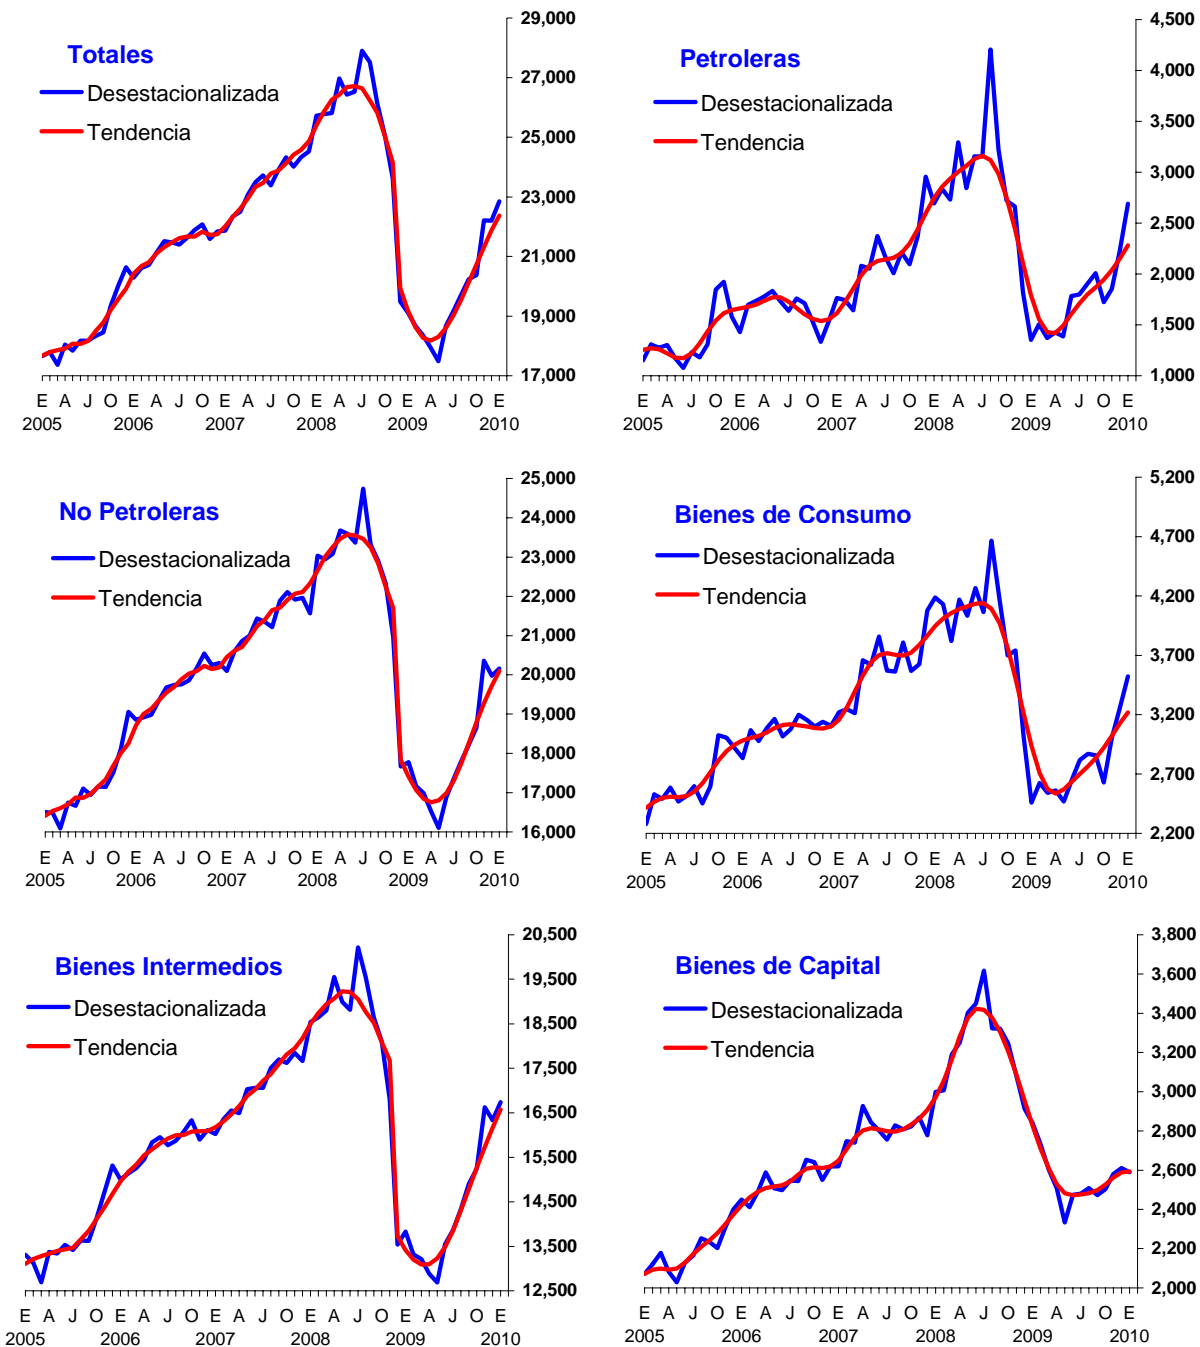 Totales
Desestacionalizada
Tendencia
29,000
27,000
25,000
23,000
21,000
19,000
17,000
E A J O E A J O E A J O E A J O E A J O E
2005 2006 2007 2008 2009 2010
Petroleras
Desestacionalizada
Tendencia
4,500
4,000
3,500
3,000
2,500
2,000
1,500
1,000
E A J O E A J O E A J O E A J O E A J O E
2005 2006 2007 2008 2009 2010
No Petroleras
Desestacionalizada
Tendencia
25,000
24,000
23,000
22,000
21,000
20,000
19,000
18,000
17,000
16,000
E A J O E A J O E A J O E A J O E A J O E
2005 2006 2007 2008 2009 2010
Bienes de Consumo
Desestacionalizada
Tendencia
5,200
4,700
4,200
3,700
3,200
2,700
2,200
E A J O E A J O E A J O E A J O E A J O E
2005 2006 2007 2008 2009 2010
Bienes Intermedios
Desestacionalizada
Tendencia
20,500
19,500
18,500
17,500
16,500
15,500
14,500
13,500
12,500
E A J O E A J O E A J O E A J O E A J O E
2005 2006 2007 2008 2009 2010
Bienes de Capital
Desestacionalizada
Tendencia
3,800
3,600
3,400
3,200
3,000
2,800
2,600
2,400
2,200
2,000
E A J O E A J O E A J O E A J O E A J O E
2005 2006 2007 2008 2009 2010